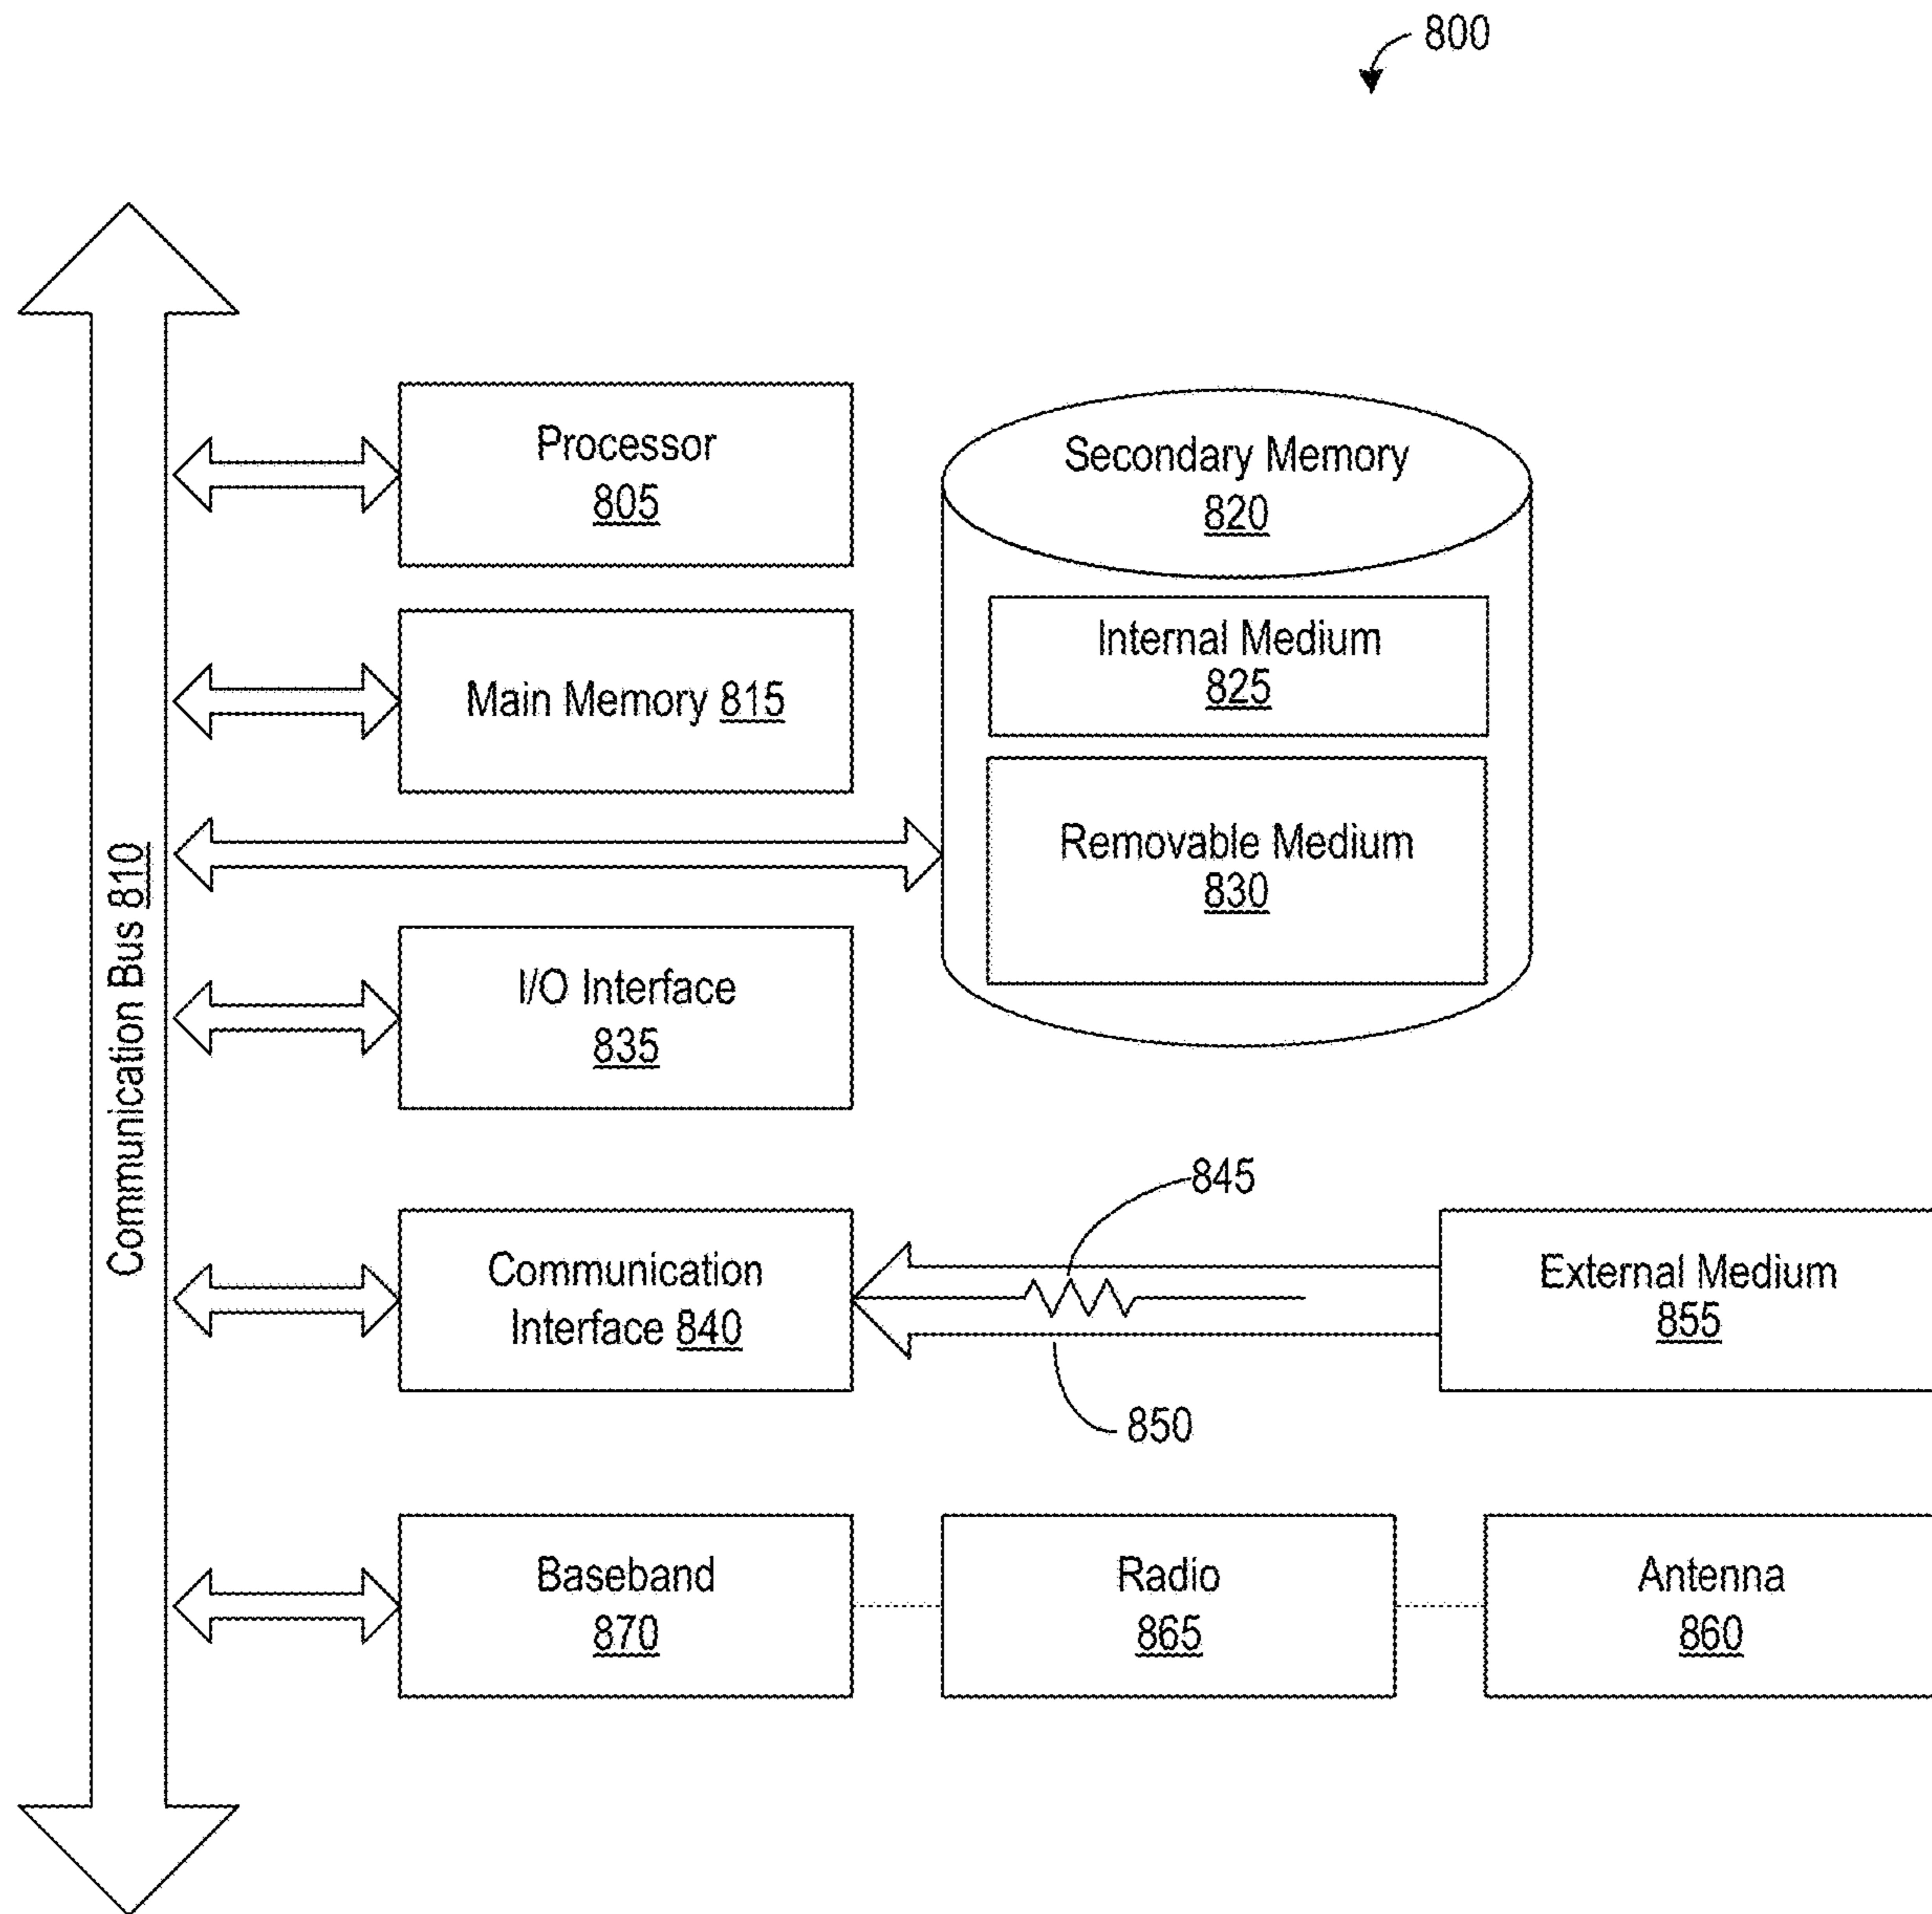 800
Communication Bus 810
Processor
805
Secondary Memory
820
Internal Medium
825
Main Memory 815
Removable Medium
830
I/O Interface
835
845
Communication
Interface 840
External Medium
855
850
Baseband
870
Radio
865
Antenna
860